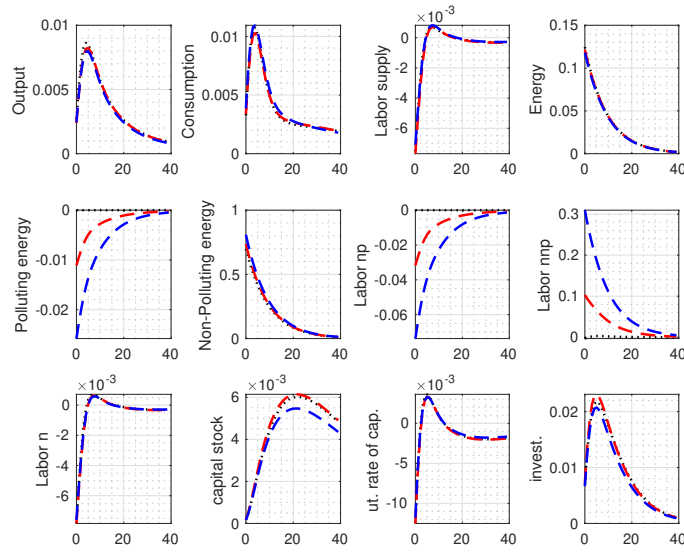 Output
0.01
0.005
0
0 20 40
Consumption
0.01
0.005
0
0 20 40
Labor supply
×10⁻³
0
-2
-4
-6
0 20 40
Energy
0.15
0.1
0.05
0
0 20 40
Polluting energy
0
-0.01
-0.02
0 20 40
Non-Polluting energy
1
0.5
0
0 20 40
Labor np
0
-0.02
-0.04
-0.06
0 20 40
Labor nnp
0.3
0.2
0.1
0
0 20 40
Labor n
×10⁻³
0
-2
-4
-6
0 20 40
capital stock
×10⁻³
6
4
2
0
0 20 40
ut. rate of cap.
×10⁻³
0
-5
-10
0 20 40
invest.
0.02
0.01
0
0 20 40